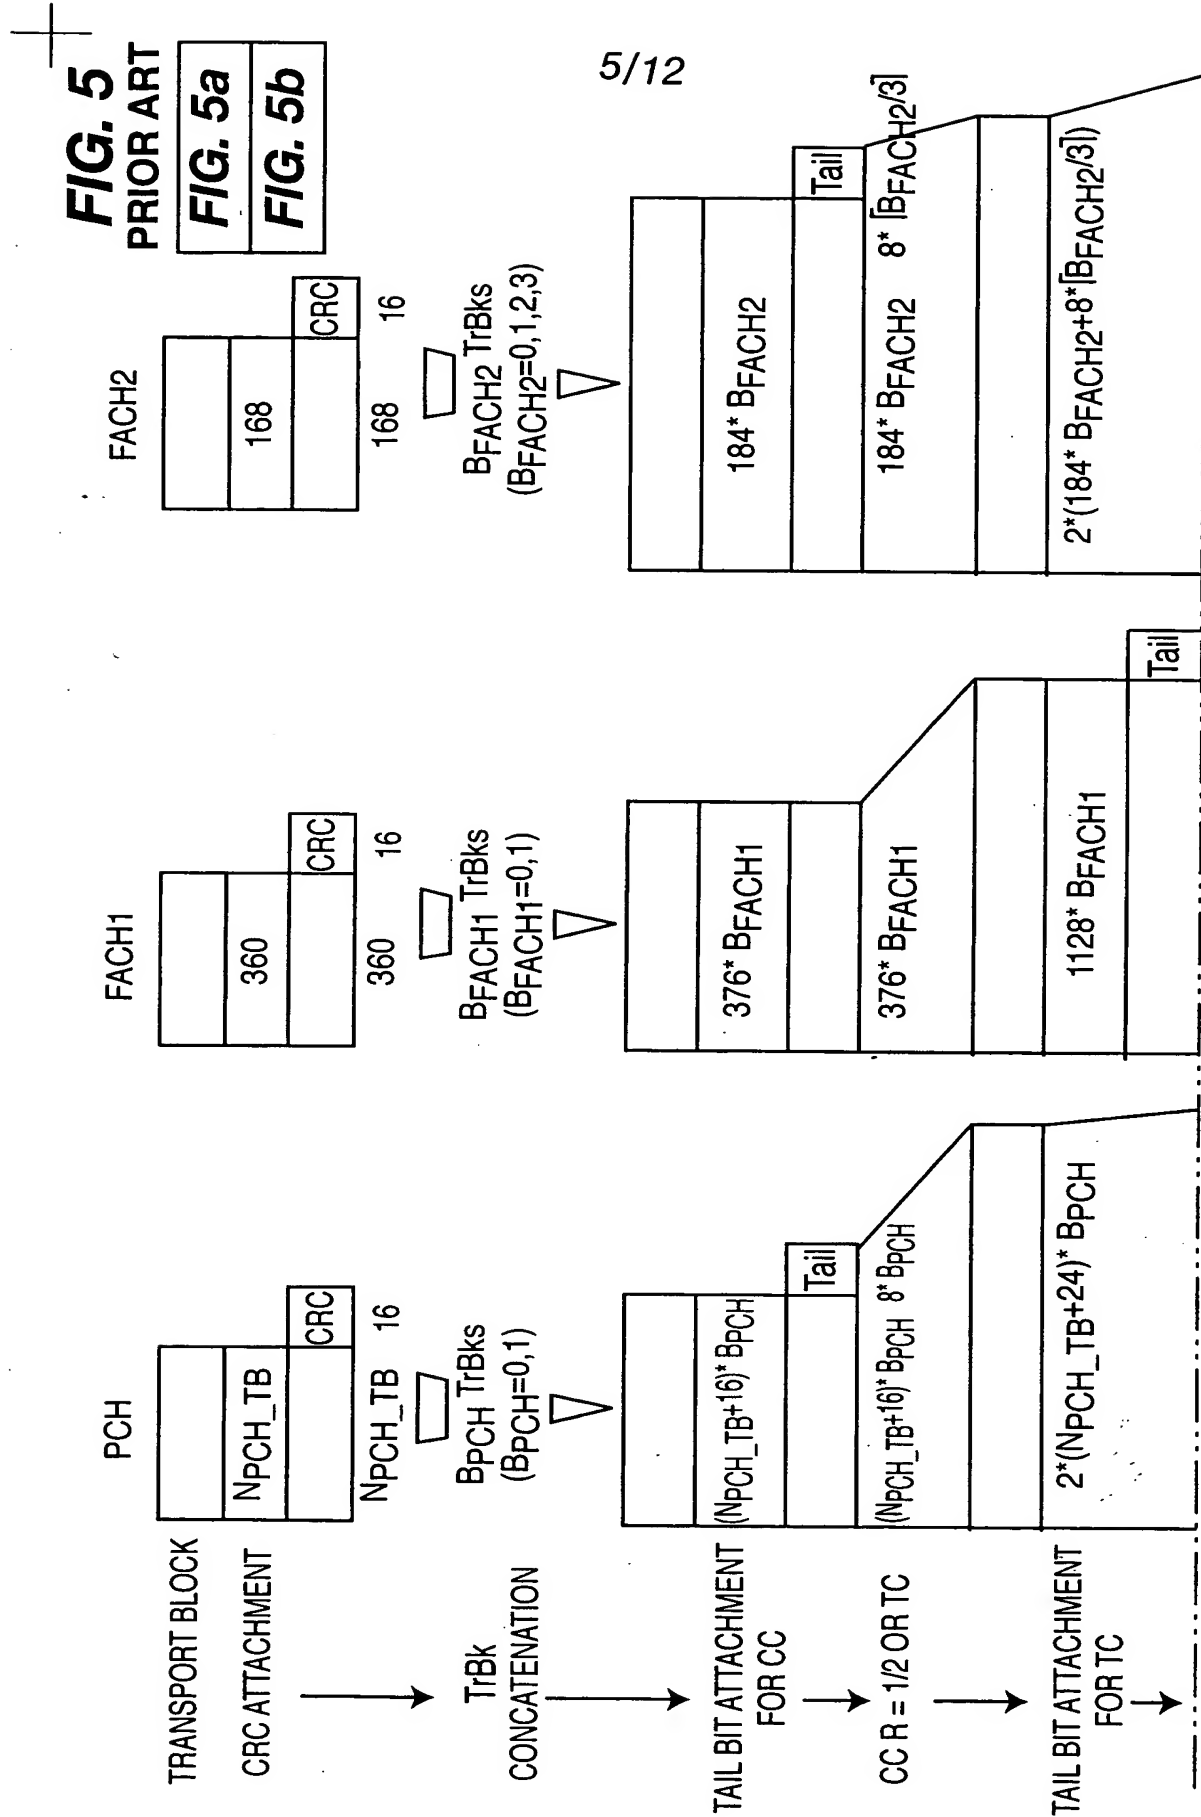 5/12
FIG. 5
PRIOR ART
FIG. 5a
FIG. 5b
PCH
FACH1
FACH2
TRANSPORT BLOCK
CRC ATTACHMENT
NPCH_TB
360
168
CRC
CRC
CRC
NPCH_TB 16
360 16
168 16
TrBk
CONCATENATION
BPCH TrBks
(BPCH=0,1)
BFACH1 TrBks
(BFACH1=0,1)
BFACH2 TrBks
(BFACH2=0,1,2,3)
TAIL BIT ATTACHMENT
FOR CC
(NPCH_TB+16)* BPCH
376* BFACH1
184* BFACH2
Tail
Tail
CC R = 1/2 OR TC
(NPCH_TB+16)* BPCH 8* BPCH
376* BFACH1
184* BFACH2 8* ⌈BFACH2/3⌉
TAIL BIT ATTACHMENT
FOR TC
2*(NPCH_TB+24)* BPCH
1128* BFACH1
2*(184* BFACH2+8*⌈BFACH2/3⌉)
Tail